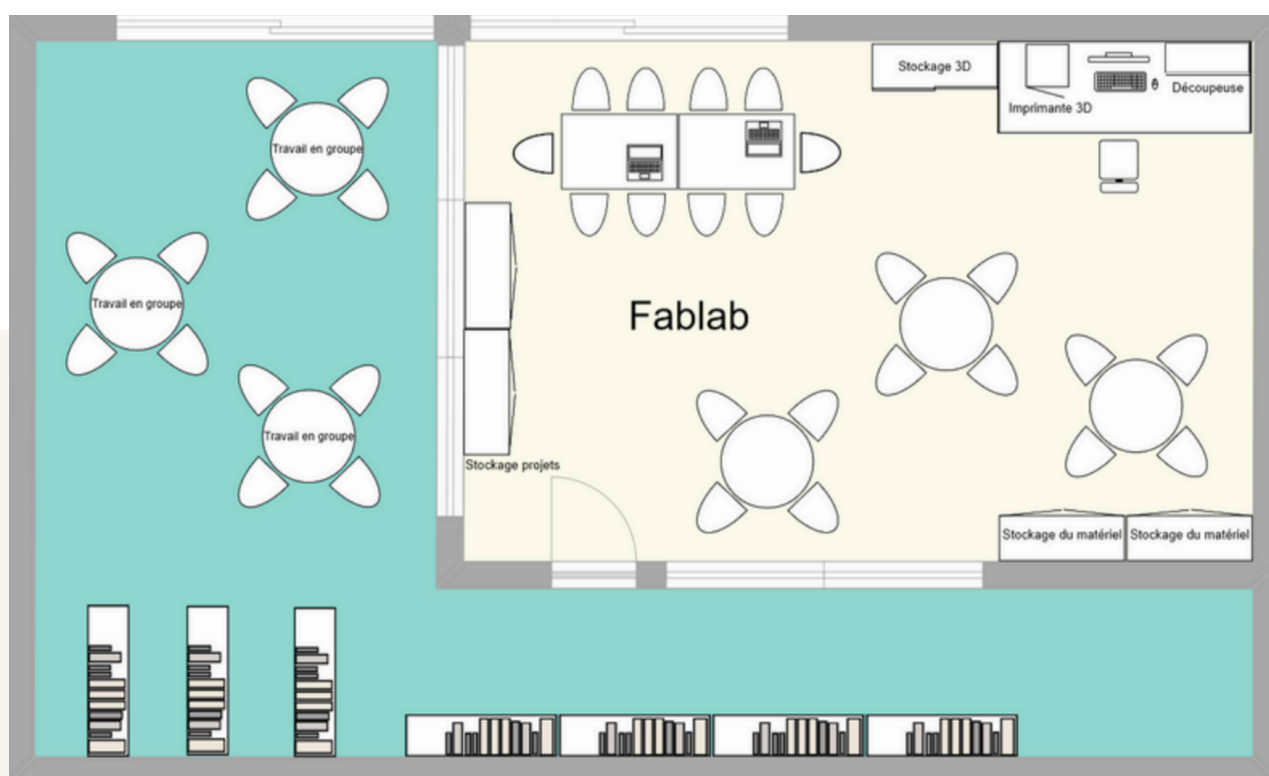 Stockage 3D
Imprimante 3D
Découpeuse
Travail en groupe
Travail en groupe
Travail en groupe
Fablab
Stockage projets
Stockage du matériel
Stockage du matériel